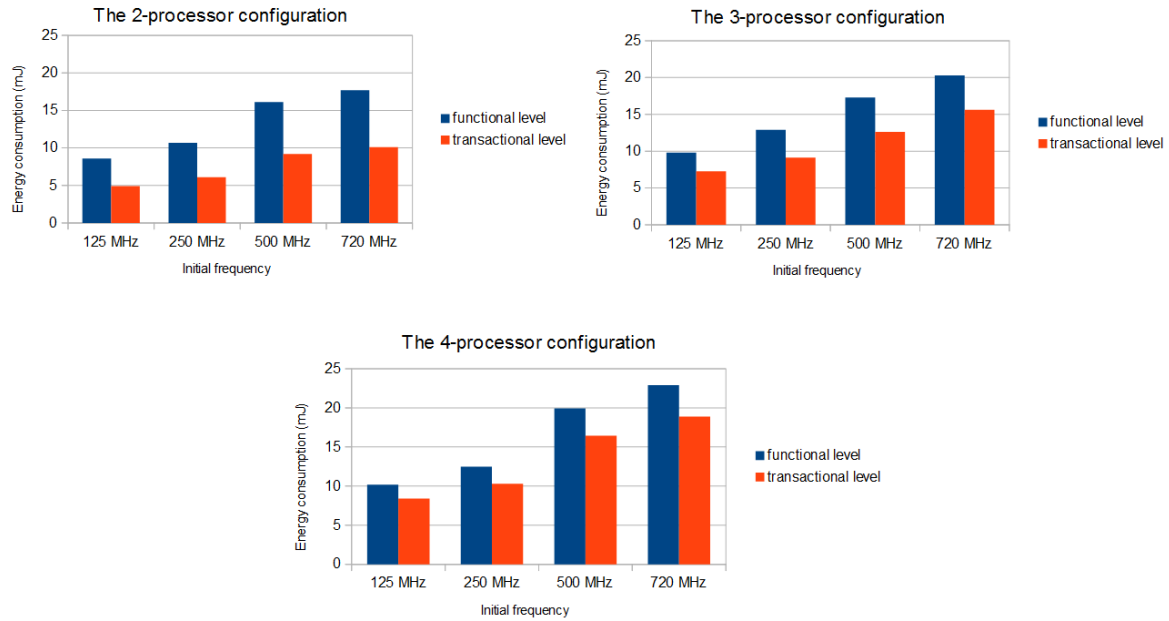 The 2-processor configuration
25
20
15
10
5
0
Energy consumption (mJ)
125 MHz 250 MHz 500 MHz 720 MHz
Initial frequency
functional level
transactional level
The 3-processor configuration
25
20
15
10
5
0
Energy consumption (mJ)
125 MHz 250 MHz 500 MHz 720 MHz
Initial frequency
functional level
transactional level
The 4-processor configuration
25
20
15
10
5
0
Energy consumption (mJ)
125 MHz 250 MHz 500 MHz 720 MHz
Initial frequency
functional level
transactional level